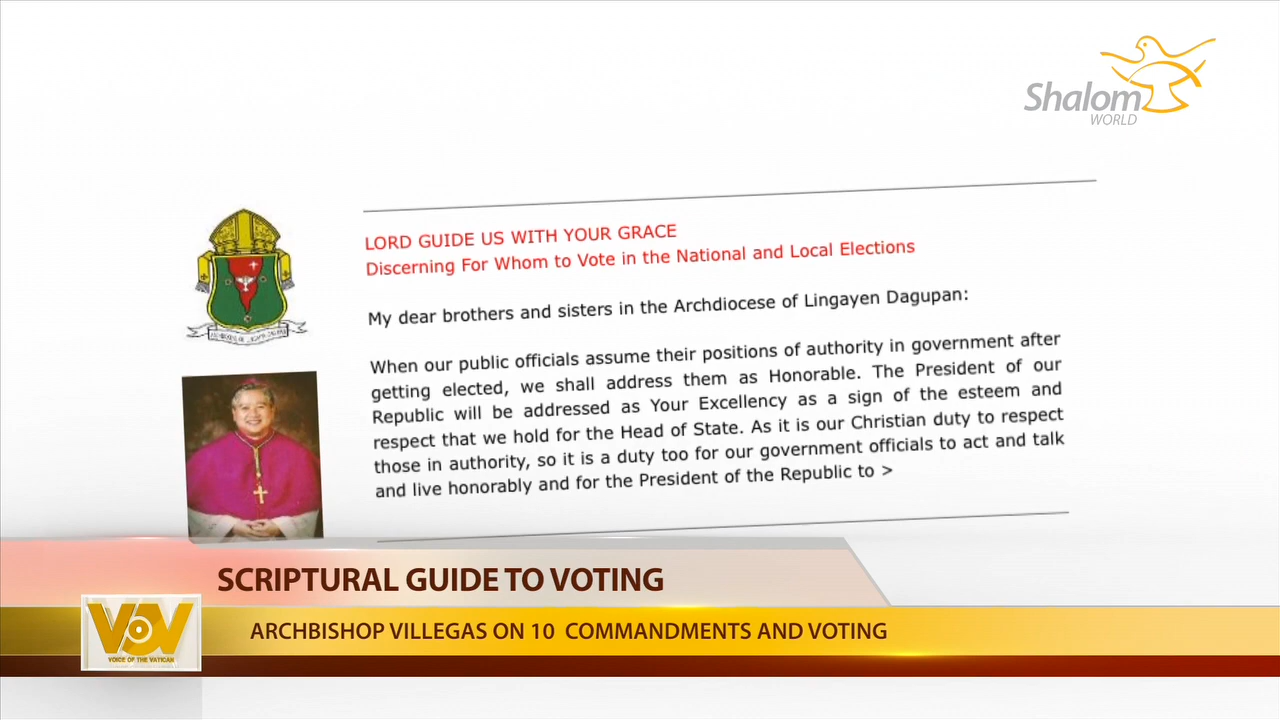 Shalom
WORLD
LORD GUIDE US WITH YOUR GRACE
Discerning For Whom to Vote in the National and Local Elections
My dear brothers and sisters in the Archdiocese of Lingayen Dagupan:
When our public officials assume their positions of authority in government after
getting elected, we shall address them as Honorable. The President of our
Republic will be addressed as Your Excellency as a sign of the esteem and
respect that we hold for the Head of State. As it is our Christian duty to respect
those in authority, so it is a duty too for our government officials to act and talk
and live honorably and for the President of the Republic to >
SCRIPTURAL GUIDE TO VOTING
ARCHBISHOP VILLEGAS ON 10 COMMANDMENTS AND VOTING
VOV
VOICE OF THE VATICAN